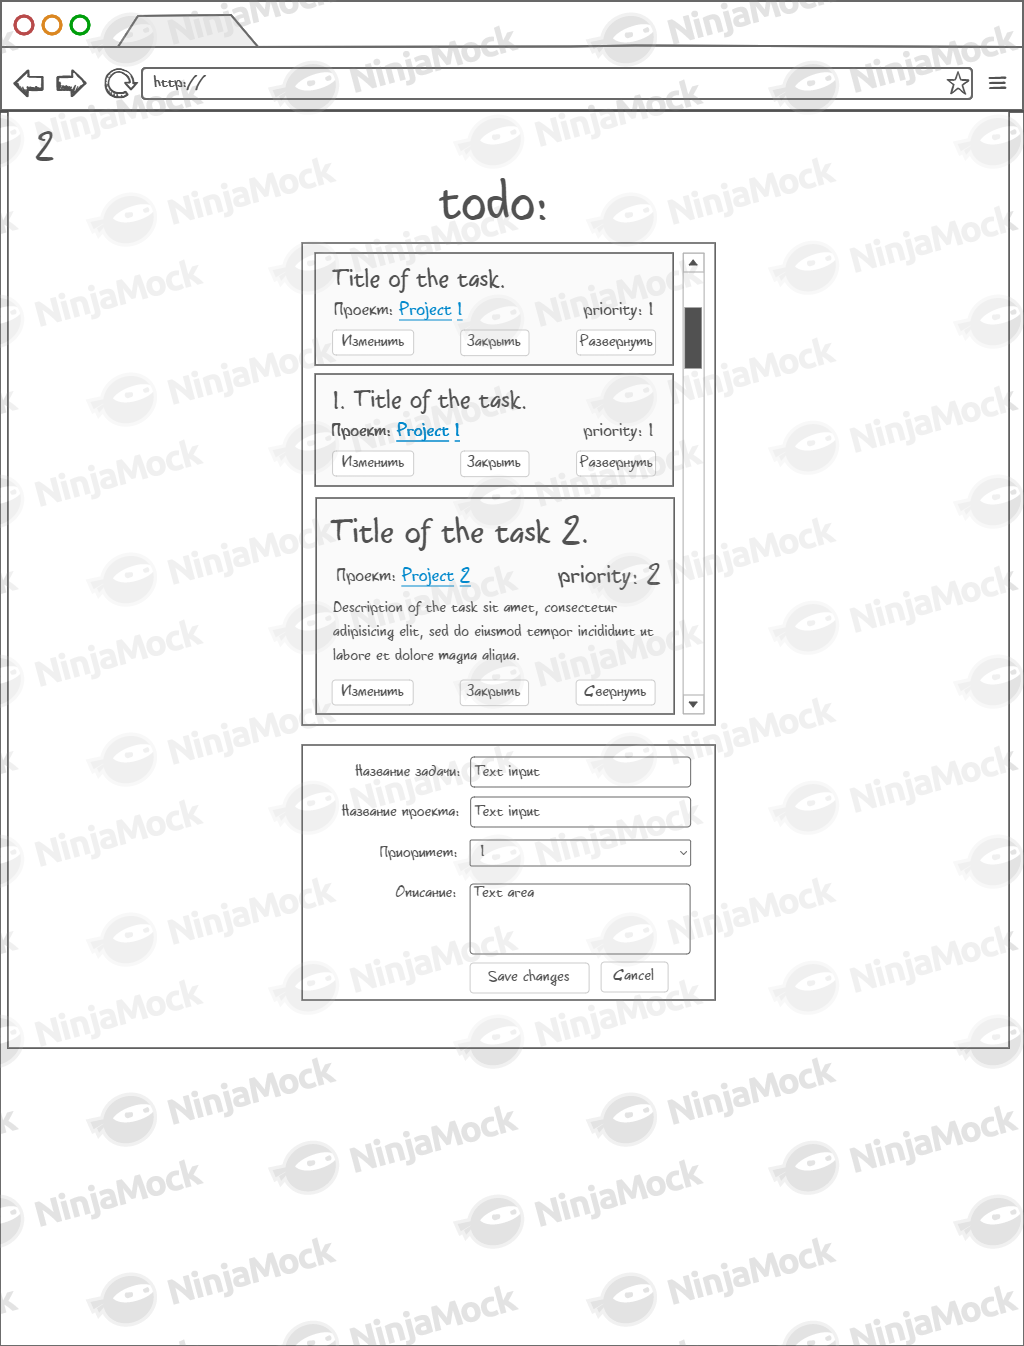 http://
2
todo:
Title of the task.
Проект: Project 1 priority: 1
Изменить Закрыть Развернуть
1. Title of the task.
Проект: Project 1 priority: 1
Изменить Закрыть Развернуть
Title of the task 2.
Проект: Project 2 priority: 2
Description of the task sit amet, consectetur
adipisicing elit, sed do eiusmod tempor incididunt ut
labore et dolore magna aliqua.
Изменить Закрыть Свернуть
Название задачи: Text input
Название проекта: Text input
Приоритет: 1
Описание: Text area
Save changes Cancel
NinjaMock